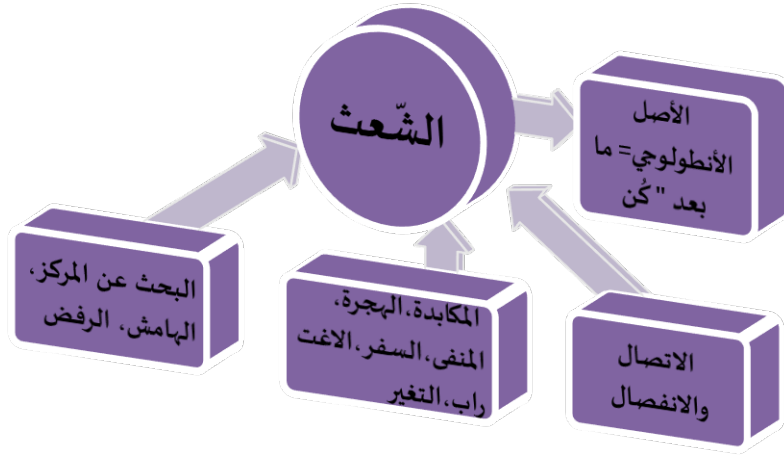 الشّعث
الأصل
الأنطولوجي= ما
بعد "كُن
البحث عن المركز،
الهامش، الرفض
المكابدة،الهجرة،
المنفى،السفر،الاغت
راب،التغير
الاتصال
والانفصال